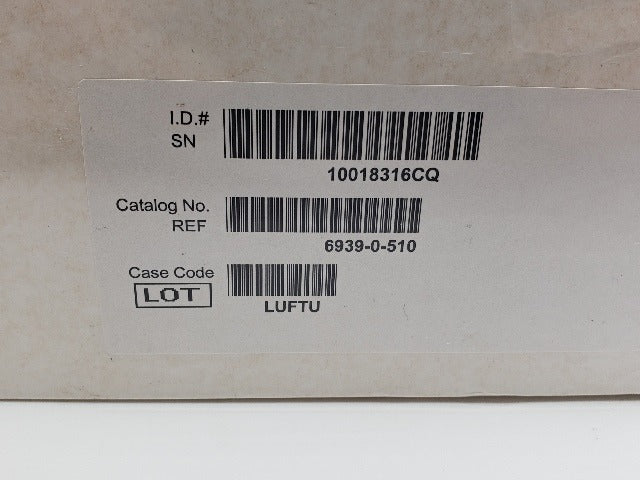 I.D.#
SN
10018316CQ
Catalog No.
REF
6939-0-510
Case Code
LOT
LUFTU